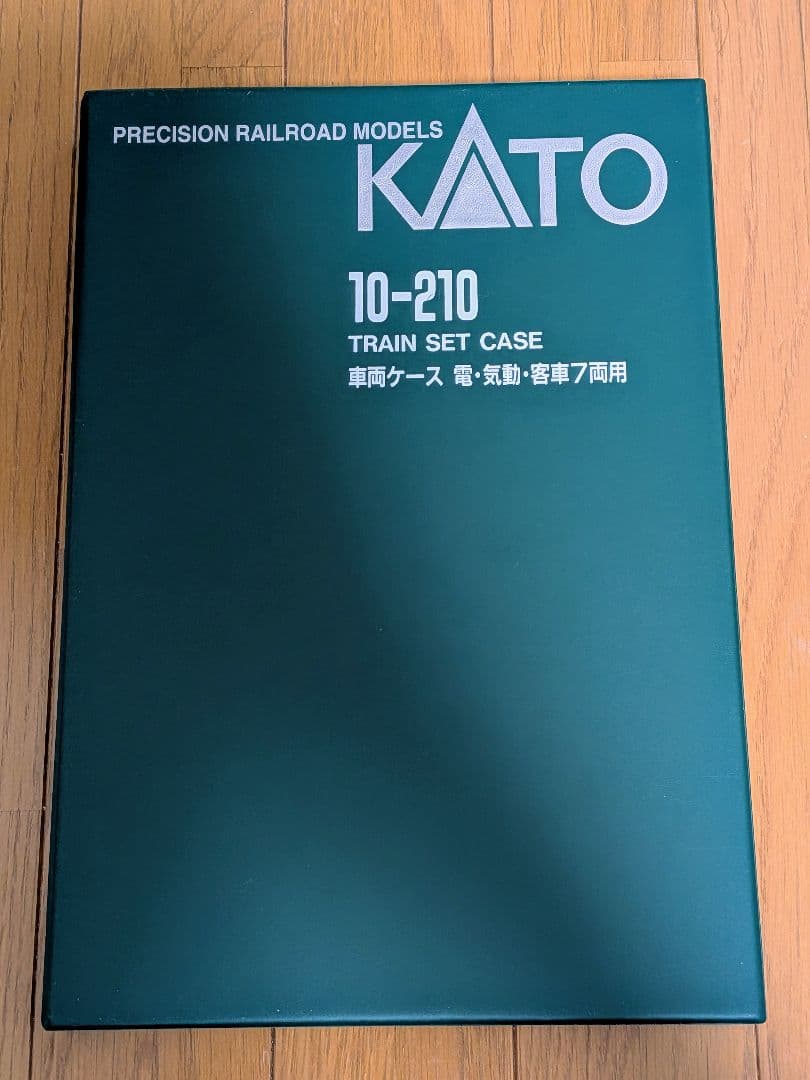 PRECISION RAILROAD MODELS
KATO
10-210
TRAIN SET CASE
車両ケース 電・気動・客車7両用